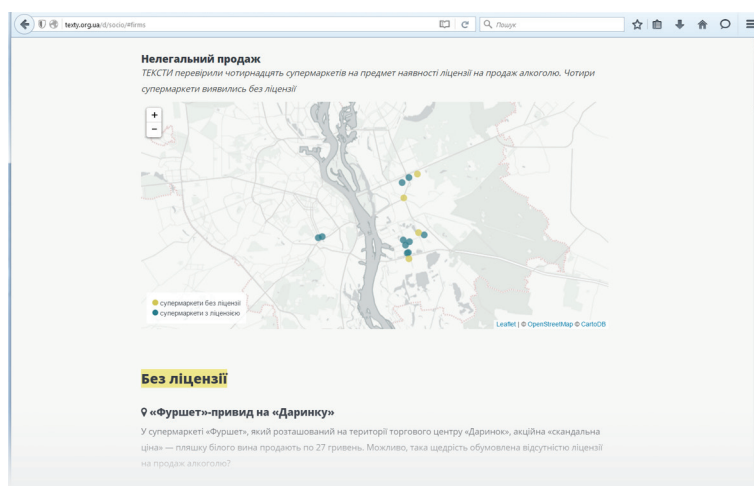 texty.org.ua/d/socio/#firms
Пошук
Нелегальний продаж
ТЕКСТИ перевірили чотирнадцять супермаркетів на предмет наявності ліцензії на продаж алкоголю. Чотири
супермаркети виявились без ліцензії
+
−
супермаркети без ліцензії
супермаркети з ліцензією
Leaflet | © OpenStreetMap © CartoDB
Без ліцензії
«Фуршет»-привид на «Даринку»
У супермаркеті «Фуршет», який розташований на території торгового центру «Даринок», акційна «скандальна
ціна» — пляшку білого вина продають по 27 гривень. Можливо, така щедрість обумовлена відсутністю ліцензії
на продаж алкоголю?